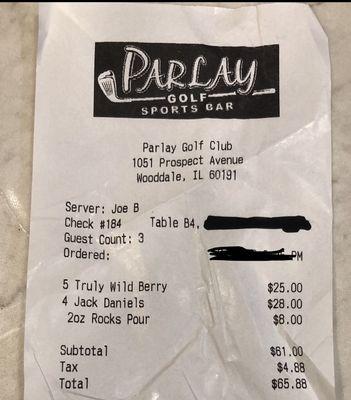 PARLAY
GOLF
SPORTS BAR
Parlay Golf Club
1051 Prospect Avenue
Wooddale, IL 60191
Server: Joe B
Check #184 Table B4,
Guest Count: 3
Ordered: PM
5 Truly Wild Berry $25.00
4 Jack Daniels $28.00
2oz Rocks Pour $8.00
Subtotal $61.00
Tax $4.88
Total $65.88